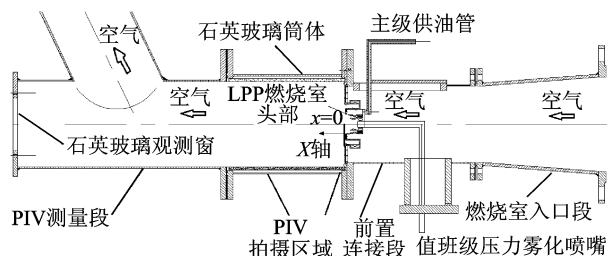 空气
石英玻璃筒体
主级供油管
空气
LPP燃烧室
头部
x=0
X轴
空气
空气
石英玻璃观测窗
PIV测量段
PIV
拍摄区域
前置
连接段
燃烧室入口段
值班级压力雾化喷嘴